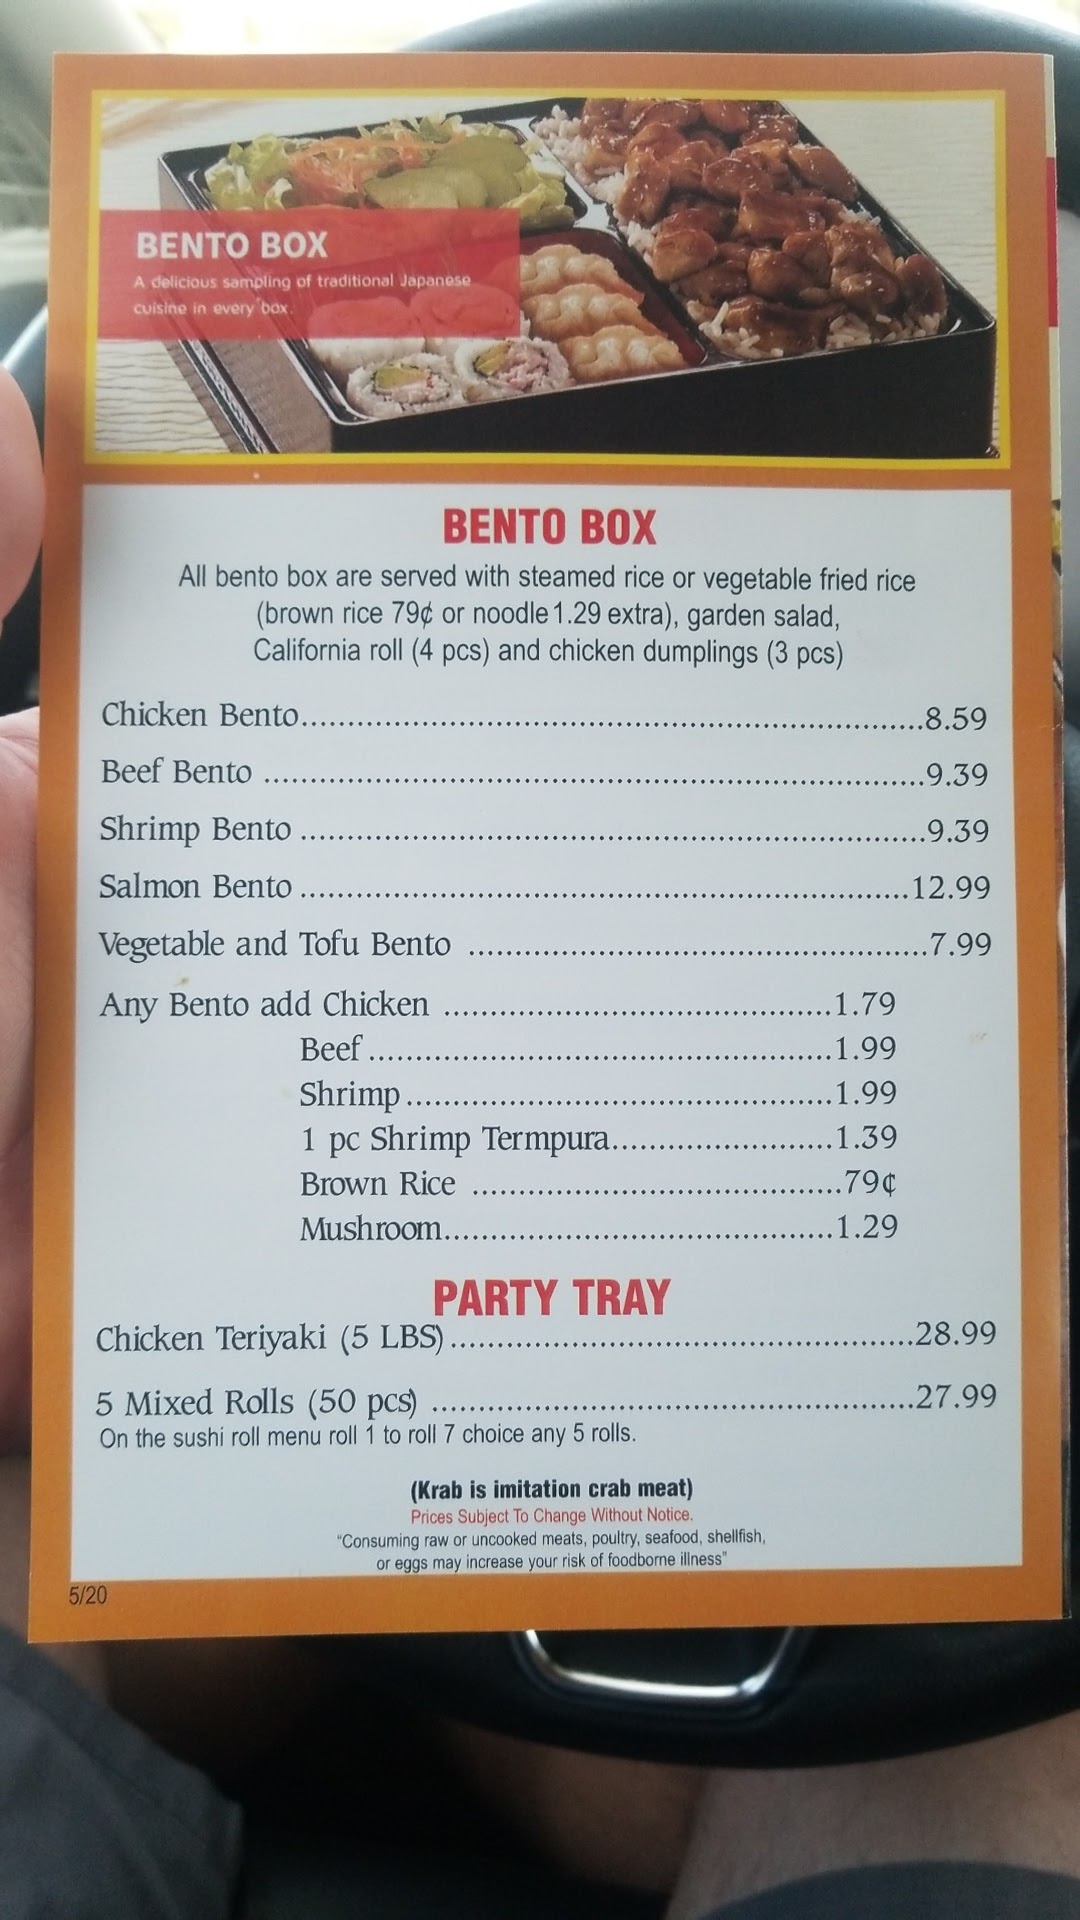 BENTO BOX
A delicious sampling of traditional Japanese
cuisine in every box.
BENTO BOX
All bento box are served with steamed rice or vegetable fried rice
(brown rice 79¢ or noodle 1.29 extra), garden salad,
California roll (4 pcs) and chicken dumplings (3 pcs)
Chicken Bento..........8.59
Beef Bento ..........9.39
Shrimp Bento ..........9.39
Salmon Bento ..........12.99
Vegetable and Tofu Bento ..........7.99
Any Bento add Chicken ..........1.79
Beef..........1.99
Shrimp..........1.99
1 pc Shrimp Termpura..........1.39
Brown Rice ..........79¢
Mushroom..........1.29
PARTY TRAY
Chicken Teriyaki (5 LBS)..........28.99
5 Mixed Rolls (50 pcs) ..........27.99
On the sushi roll menu roll 1 to roll 7 choice any 5 rolls.
(Krab is imitation crab meat)
Prices Subject To Change Without Notice.
"Consuming raw or uncooked meats, poultry, seafood, shellfish,
or eggs may increase your risk of foodborne illness"
5/20